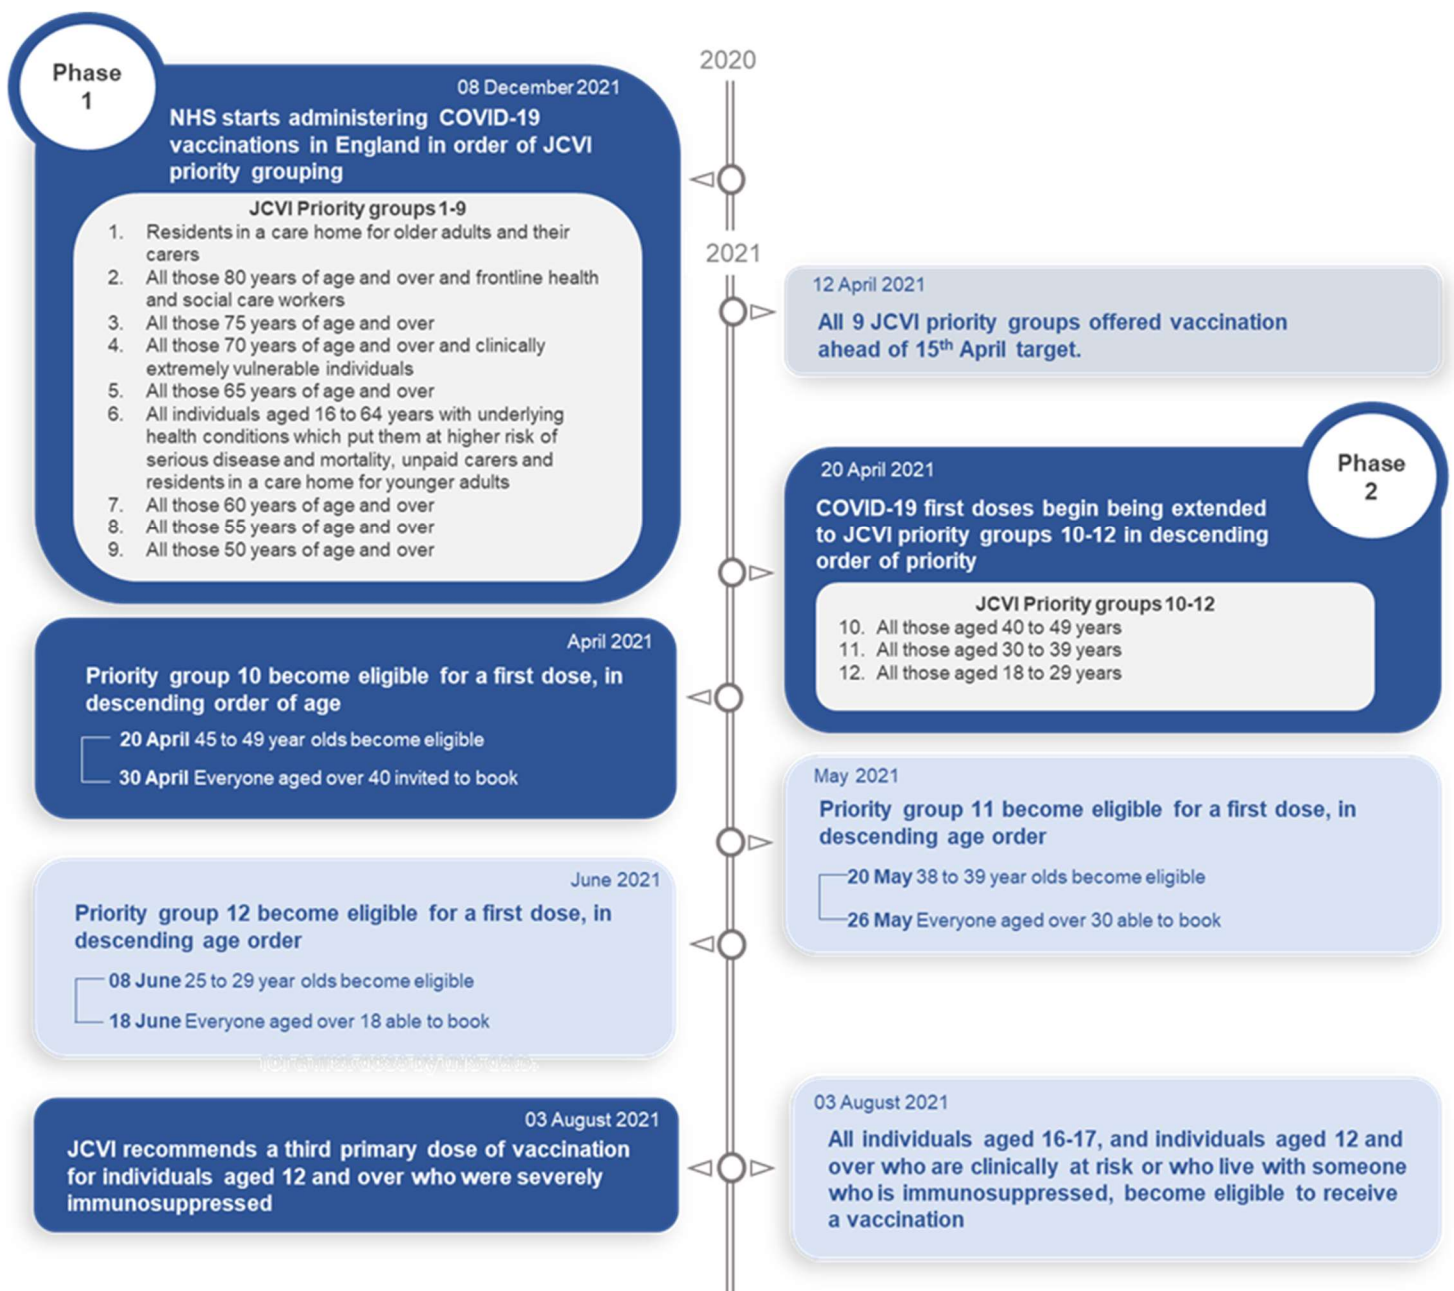 Phase
1
08 December 2021
NHS starts administering COVID-19
vaccinations in England in order of JCVI
priority grouping
JCVI Priority groups 1-9
1. Residents in a care home for older adults and their
carers
2. All those 80 years of age and over and frontline health
and social care workers
3. All those 75 years of age and over
4. All those 70 years of age and over and clinically
extremely vulnerable individuals
5. All those 65 years of age and over
6. All individuals aged 16 to 64 years with underlying
health conditions which put them at higher risk of
serious disease and mortality, unpaid carers and
residents in a care home for younger adults
7. All those 60 years of age and over
8. All those 55 years of age and over
9. All those 50 years of age and over
2020
2021
12 April 2021
All 9 JCVI priority groups offered vaccination
ahead of 15th April target.
Phase
2
20 April 2021
COVID-19 first doses begin being extended
to JCVI priority groups 10-12 in descending
order of priority
JCVI Priority groups 10-12
10. All those aged 40 to 49 years
11. All those aged 30 to 39 years
12. All those aged 18 to 29 years
April 2021
Priority group 10 become eligible for a first dose, in
descending order of age
20 April 45 to 49 year olds become eligible
30 April Everyone aged over 40 invited to book
May 2021
Priority group 11 become eligible for a first dose, in
descending age order
20 May 38 to 39 year olds become eligible
26 May Everyone aged over 30 able to book
June 2021
Priority group 12 become eligible for a first dose, in
descending age order
08 June 25 to 29 year olds become eligible
18 June Everyone aged over 18 able to book
03 August 2021
JCVI recommends a third primary dose of vaccination
for individuals aged 12 and over who were severely
immunosuppressed
03 August 2021
All individuals aged 16-17, and individuals aged 12 and
over who are clinically at risk or who live with someone
who is immunosuppressed, become eligible to receive
a vaccination